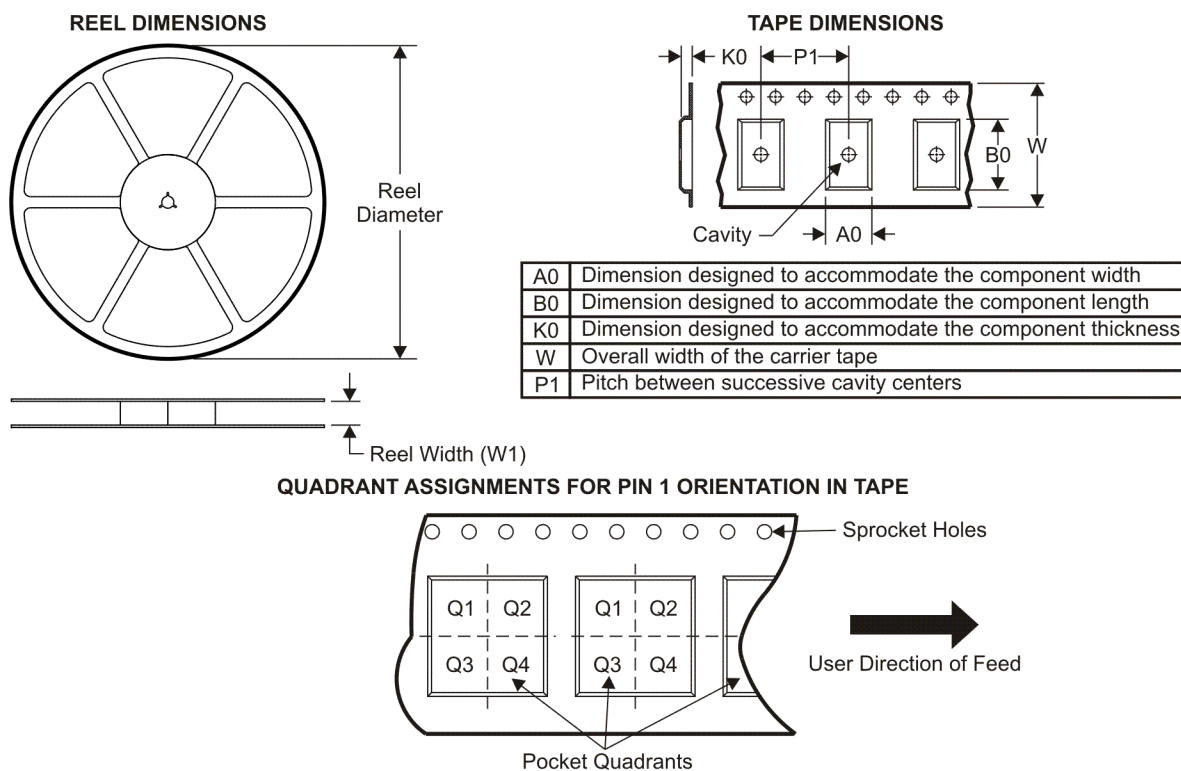 REEL DIMENSIONS
Reel
Diameter
Reel Width (W1)
TAPE DIMENSIONS
K0
P1
B0
W
Cavity
A0
A0 Dimension designed to accommodate the component width
B0 Dimension designed to accommodate the component length
K0 Dimension designed to accommodate the component thickness
W Overall width of the carrier tape
P1 Pitch between successive cavity centers
QUADRANT ASSIGNMENTS FOR PIN 1 ORIENTATION IN TAPE
Sprocket Holes
Q1 Q2 Q1 Q2
Q3 Q4 Q3 Q4
User Direction of Feed
Pocket Quadrants